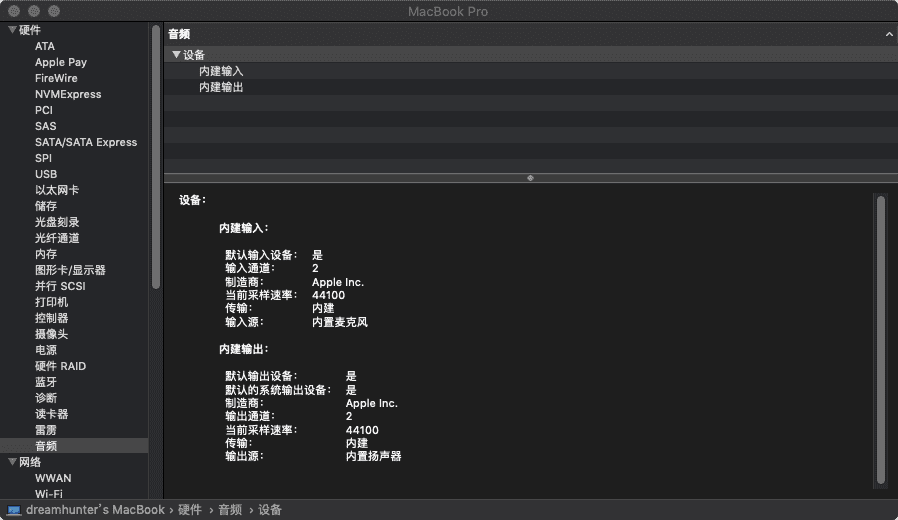 MacBook Pro
硬件
ATA
Apple Pay
FireWire
NVMExpress
PCI
SAS
SATA/SATA Express
SPI
USB
以太网卡
储存
光盘刻录
光纤通道
内存
图形卡/显示器
并行 SCSI
打印机
控制器
摄像头
电源
硬件 RAID
蓝牙
诊断
读卡器
雷雳
音频
网络
WWAN
Wi-Fi
音频
设备
内建输入
内建输出
设备：
内建输入：
默认输入设备： 是
输入通道： 2
制造商： Apple Inc.
当前采样速率： 44100
传输： 内建
输入源： 内置麦克风
内建输出：
默认输出设备： 是
默认的系统输出设备： 是
制造商： Apple Inc.
输出通道： 2
当前采样速率： 44100
传输： 内建
输出源： 内置扬声器
dreamhunter's MacBook › 硬件 › 音频 › 设备